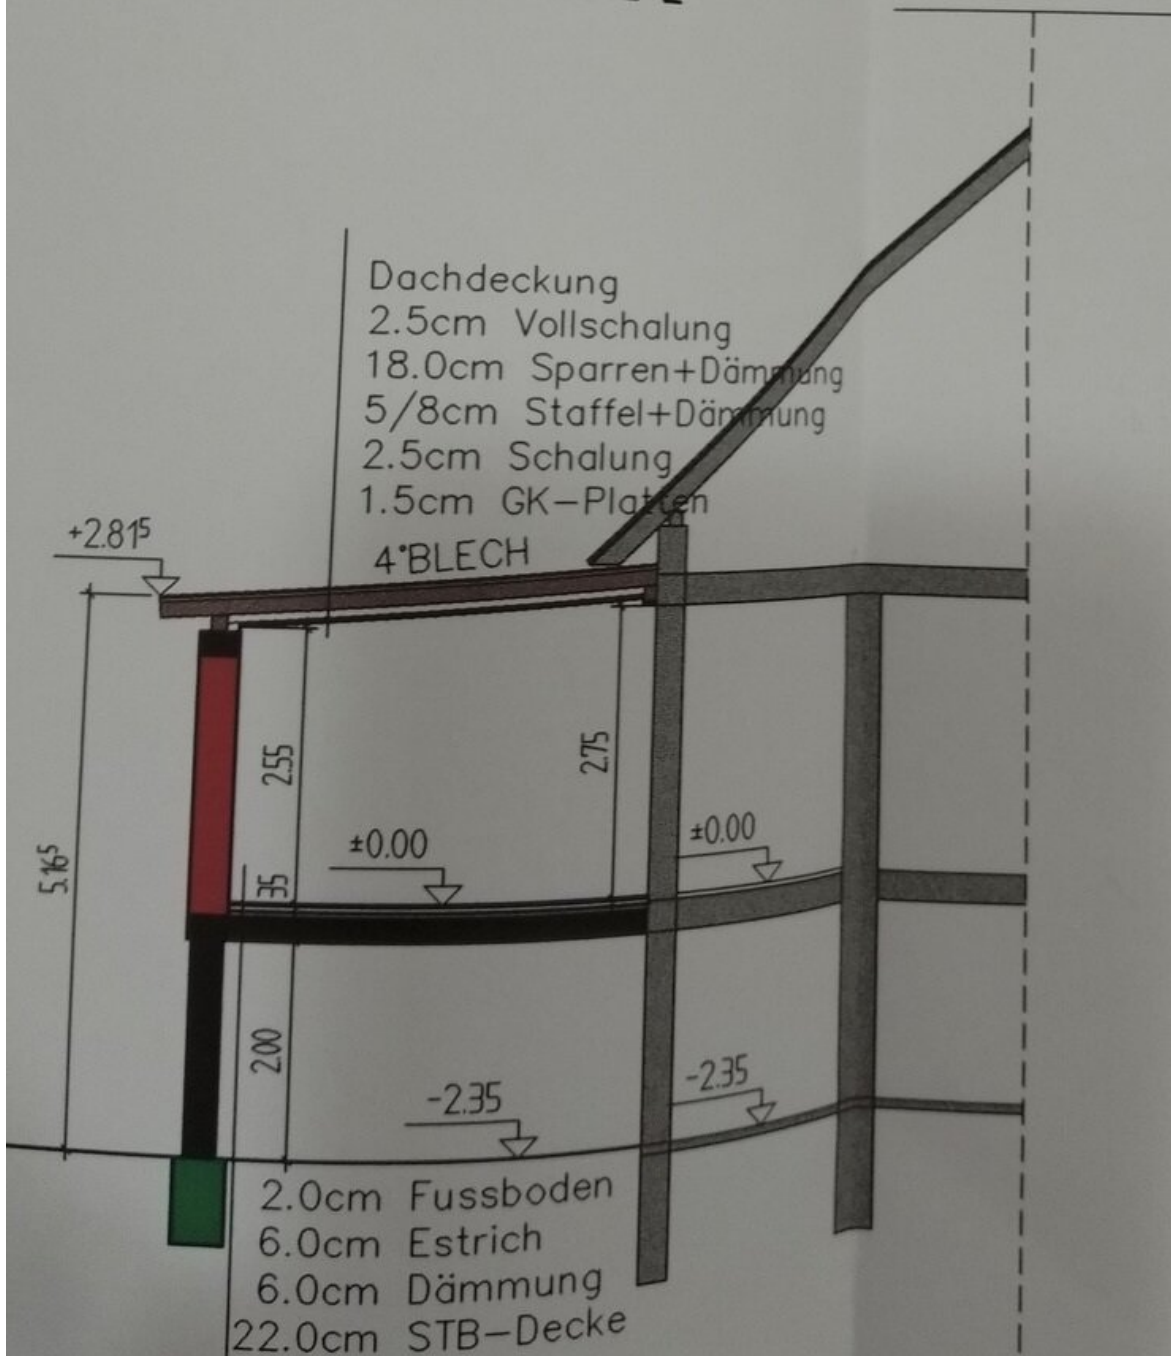 Dachdeckung
2.5cm Vollschalung
18.0cm Sparren+Dämmung
5/8cm Staffel+Dämmung
2.5cm Schalung
1.5cm GK-Platten
+2.81⁵
4°BLECH
2.55
2.75
±0.00
±0.00
5.16⁵
35
2.00
-2.35
-2.35
2.0cm Fussboden
6.0cm Estrich
6.0cm Dämmung
22.0cm STB-Decke